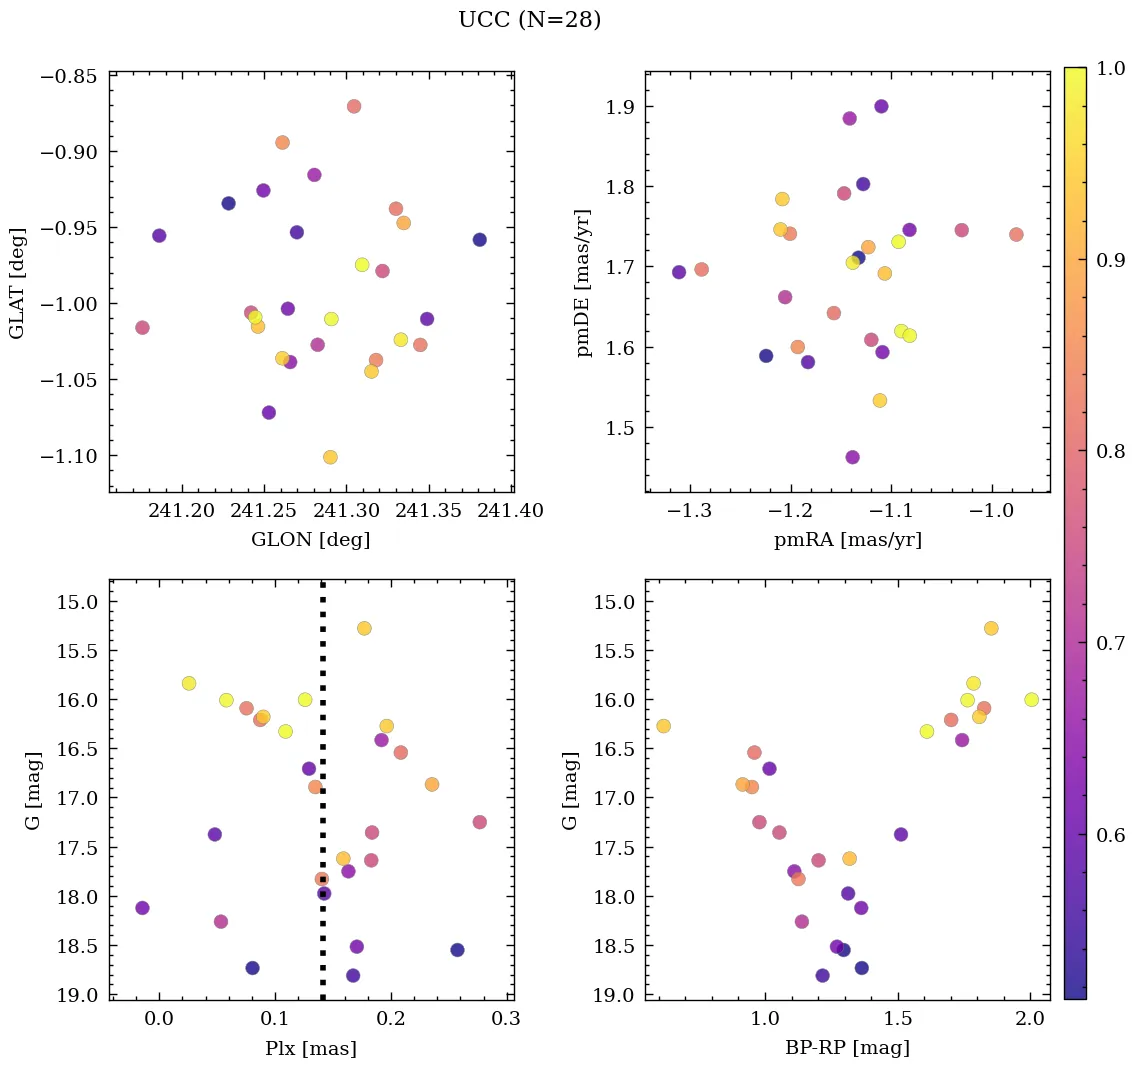 UCC (N=28)
−0.85
−0.90
−0.95
−1.00
−1.05
−1.10
GLAT [deg]
241.20 241.25 241.30 241.35 241.40
GLON [deg]
1.9
1.8
1.7
1.6
1.5
pmDE [mas/yr]
−1.3 −1.2 −1.1 −1.0
pmRA [mas/yr]
15.0
15.5
16.0
16.5
17.0
17.5
18.0
18.5
19.0
G [mag]
0.0 0.1 0.2 0.3
Plx [mas]
15.0
15.5
16.0
16.5
17.0
17.5
18.0
18.5
19.0
G [mag]
1.0 1.5 2.0
BP-RP [mag]
1.0
0.9
0.8
0.7
0.6